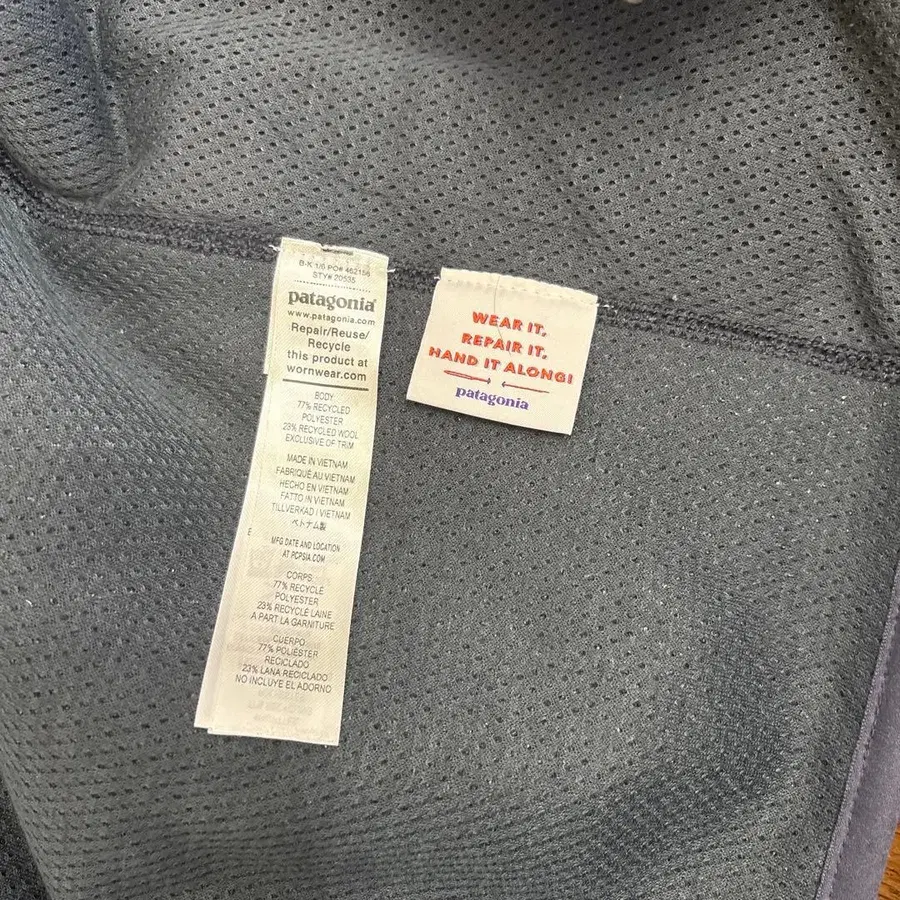 B-K 1/0 PO# 462156
STY# 20535
patagonia®
www.patagonia.com
Repair/Reuse/
Recycle
this product at
wornwear.com
BODY
77% RECYCLED
POLYESTER
23% RECYCLED WOOL
EXCLUSIVE OF TRIM
MADE IN VIETNAM
FABRIQUÉ AU VIETNAM
HECHO EN VIETNAM
FATTO IN VIETNAM
TILLVERKAD I VIETNAM
ベトナム製
MFG DATE AND LOCATION
AT PCPSIA.COM
CORPS
77% RECYCLÉ
POLYESTER
23% RECYCLÉ LAINE
A PART LA GARNITURE
CUERPO
77% POLIÉSTER
RECICLADO
23% LANA RECICLADO
NO INCLUYE EL ADORNO
WEAR IT,
REPAIR IT,
HAND IT ALONG!
patagonia